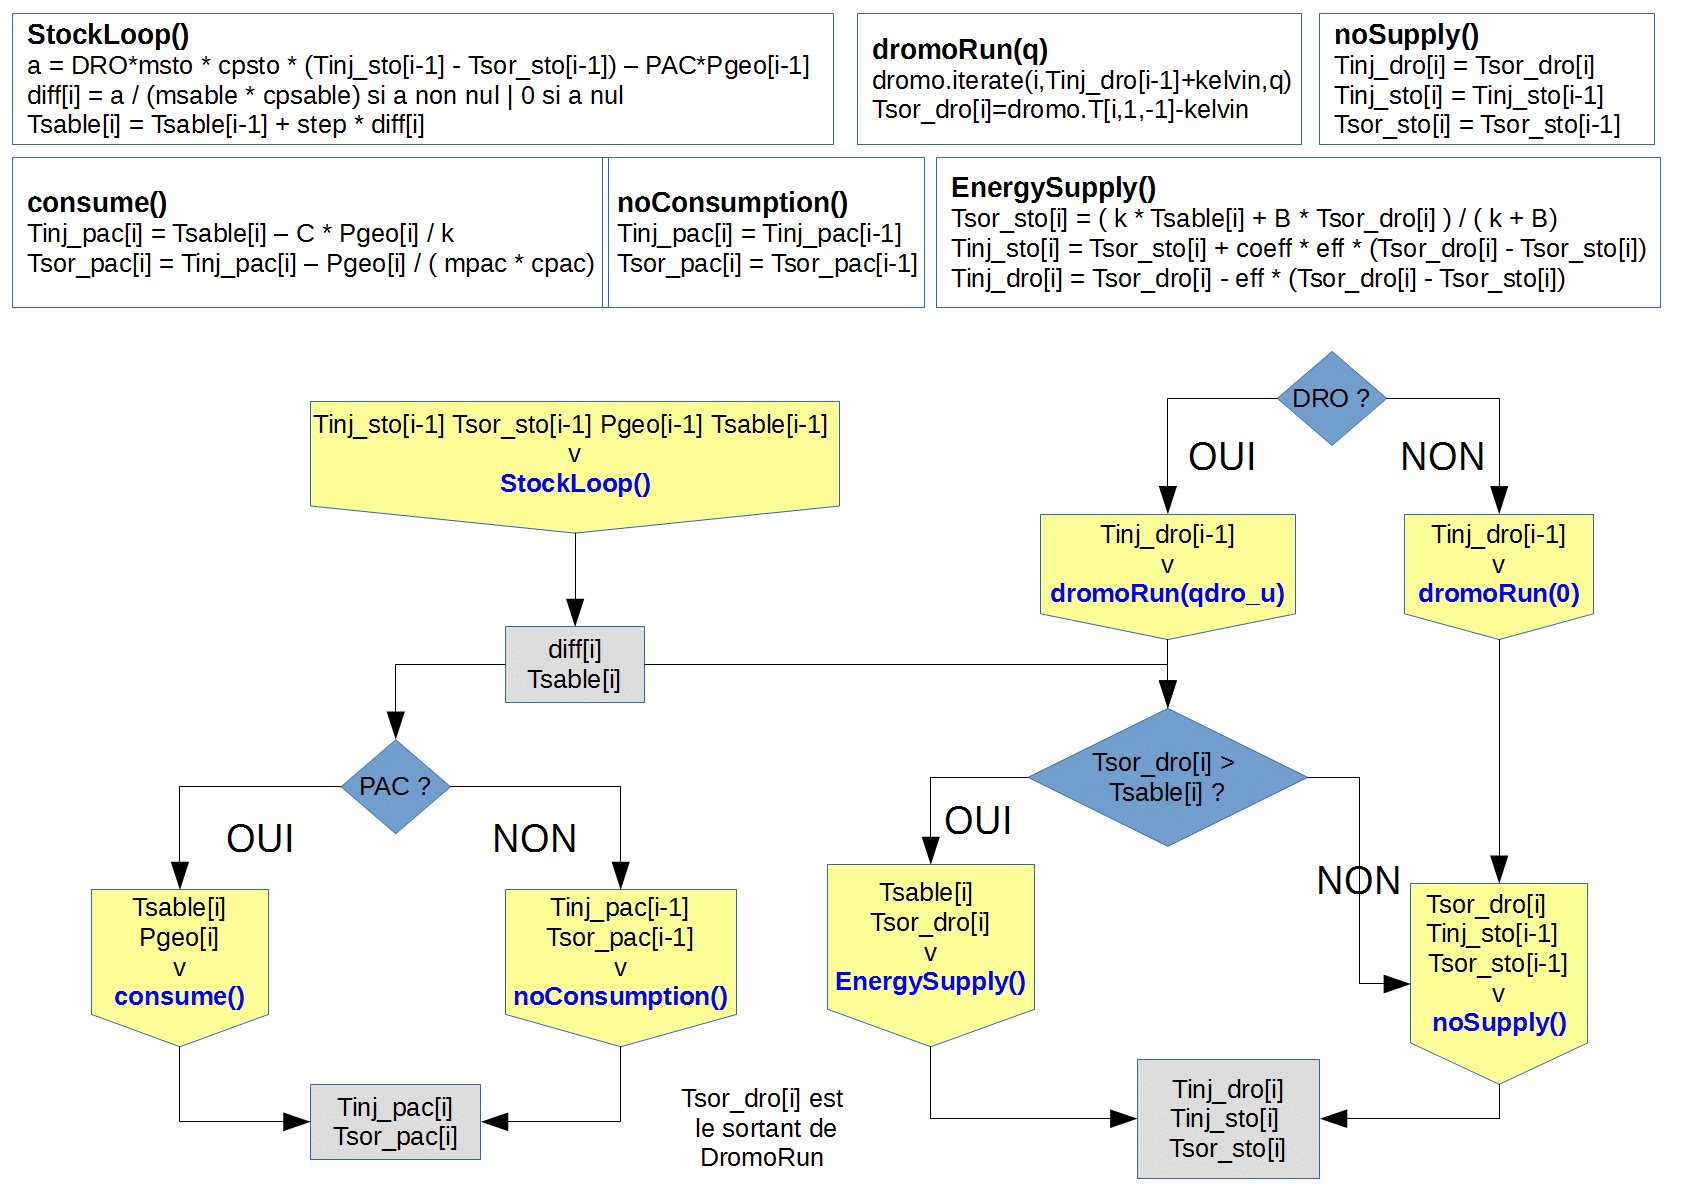 StockLoop()
a = DRO*msto * cpsto * (Tinj_sto[i-1] - Tsor_sto[i-1]) – PAC*Pgeo[i-1]
diff[i] = a / (msable * cpsable) si a non nul | 0 si a nul
Tsable[i] = Tsable[i-1] + step * diff[i]
dromoRun(q)
dromo.iterate(i,Tinj_dro[i-1]+kelvin,q)
Tsor_dro[i]=dromo.T[i,1,-1]-kelvin
noSupply()
Tinj_dro[i] = Tsor_dro[i]
Tinj_sto[i] = Tinj_sto[i-1]
Tsor_sto[i] = Tsor_sto[i-1]
consume()
Tinj_pac[i] = Tsable[i] – C * Pgeo[i] / k
Tsor_pac[i] = Tinj_pac[i] – Pgeo[i] / ( mpac * cpac)
noConsumption()
Tinj_pac[i] = Tinj_pac[i-1]
Tsor_pac[i] = Tsor_pac[i-1]
EnergySupply()
Tsor_sto[i] = ( k * Tsable[i] + B * Tsor_dro[i] ) / ( k + B)
Tinj_sto[i] = Tsor_sto[i] + coeff * eff * (Tsor_dro[i] - Tsor_sto[i])
Tinj_dro[i] = Tsor_dro[i] - eff * (Tsor_dro[i] - Tsor_sto[i])
DRO ?
OUI
NON
Tinj_sto[i-1] Tsor_sto[i-1] Pgeo[i-1] Tsable[i-1]
v
StockLoop()
Tinj_dro[i-1]
v
dromoRun(qdro_u)
Tinj_dro[i-1]
v
dromoRun(0)
diff[i]
Tsable[i]
PAC ?
OUI
NON
Tsor_dro[i] >
Tsable[i] ?
OUI
NON
Tsable[i]
Pgeo[i]
v
consume()
Tinj_pac[i-1]
Tsor_pac[i-1]
v
noConsumption()
Tsable[i]
Tsor_dro[i]
v
EnergySupply()
Tsor_dro[i]
Tinj_sto[i-1]
Tsor_sto[i-1]
v
noSupply()
Tinj_pac[i]
Tsor_pac[i]
Tsor_dro[i] est
le sortant de
DromoRun
Tinj_dro[i]
Tinj_sto[i]
Tsor_sto[i]